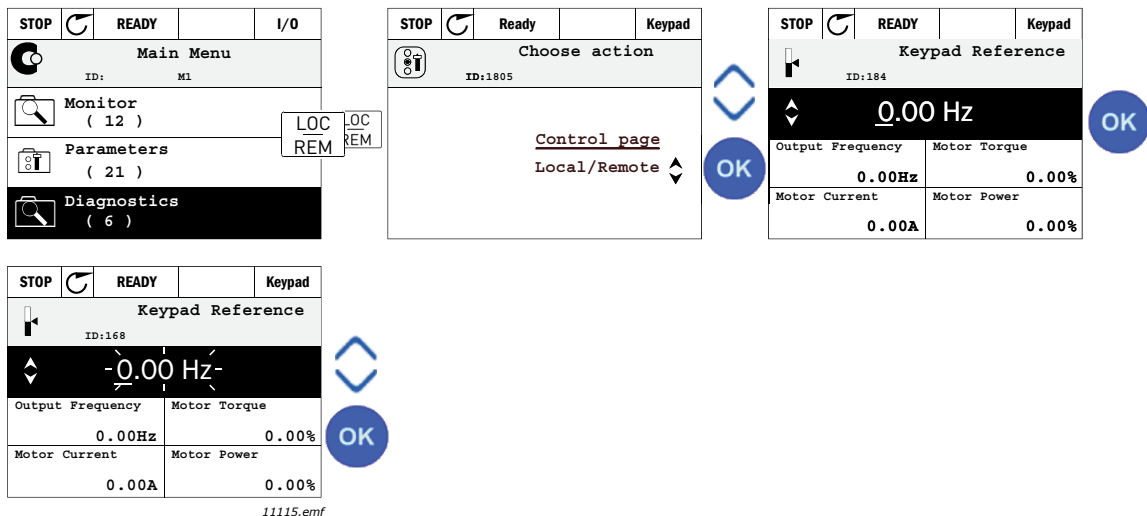 STOP READY I/O
Main Menu
ID: M1
Monitor
( 12 )
Parameters
( 21 )
Diagnostics
( 6 )
LOC
REM
LOC
REM
STOP Ready Keypad
Choose action
ID:1805
Control page
Local/Remote
OK
STOP READY Keypad
Keypad Reference
ID:184
0.00 Hz
Output Frequency Motor Torque
0.00Hz 0.00%
Motor Current Motor Power
0.00A 0.00%
OK
STOP READY Keypad
Keypad Reference
ID:168
0.00 Hz
Output Frequency Motor Torque
0.00Hz 0.00%
Motor Current Motor Power
0.00A 0.00%
OK
11115.emf